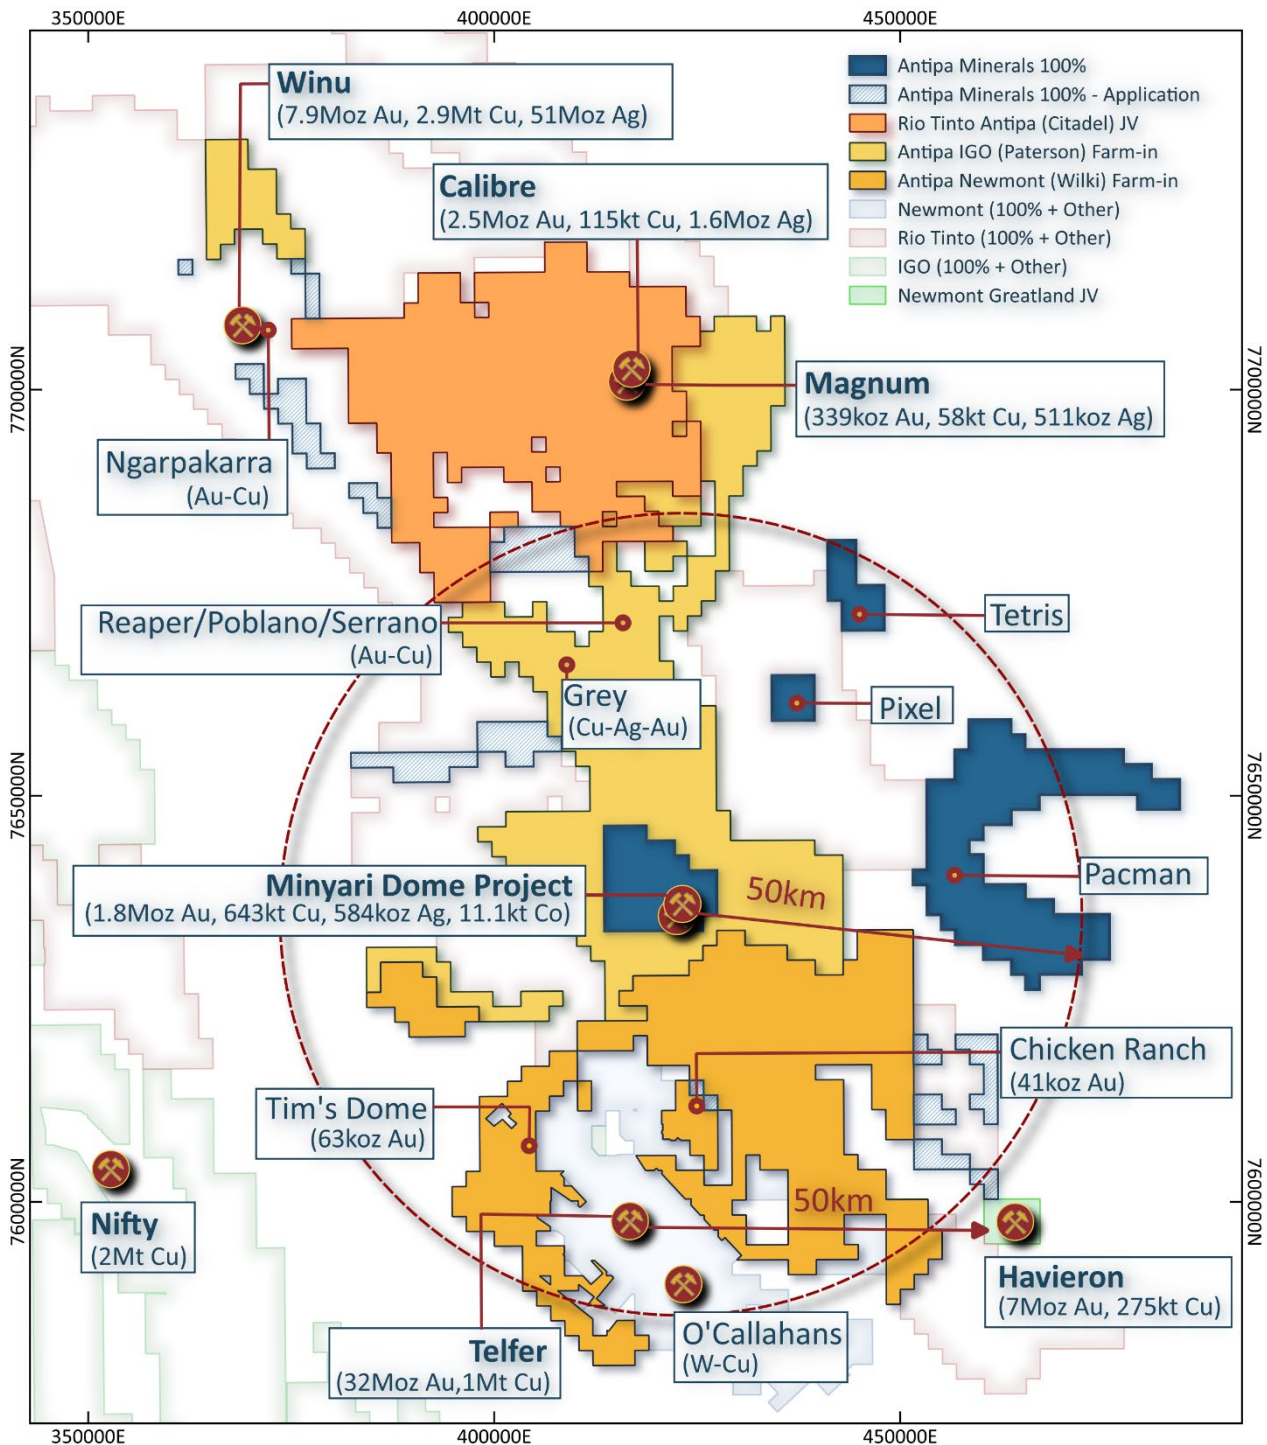 350000E
400000E
450000E
Winu
(7.9Moz Au, 2.9Mt Cu, 51Moz Ag)
Antipa Minerals 100%
Antipa Minerals 100% - Application
Rio Tinto Antipa (Citadel) JV
Antipa IGO (Paterson) Farm-in
Antipa Newmont (Wilki) Farm-in
Newmont (100% + Other)
Rio Tinto (100% + Other)
IGO (100% + Other)
Newmont Greatland JV
Calibre
(2.5Moz Au, 115kt Cu, 1.6Moz Ag)
7700000N
7700000N
Magnum
(339koz Au, 58kt Cu, 511koz Ag)
Ngarpakarra
(Au-Cu)
Reaper/Poblano/Serrano
(Au-Cu)
Tetris
Grey
(Cu-Ag-Au)
Pixel
7650000N
7650000N
Minyari Dome Project
(1.8Moz Au, 643kt Cu, 584koz Ag, 11.1kt Co)
50km
Pacman
Chicken Ranch
(41koz Au)
Tim's Dome
(63koz Au)
7600000N
7600000N
50km
Nifty
(2Mt Cu)
Havieron
(7Moz Au, 275kt Cu)
Telfer
(32Moz Au,1Mt Cu)
O'Callahans
(W-Cu)
350000E
400000E
450000E